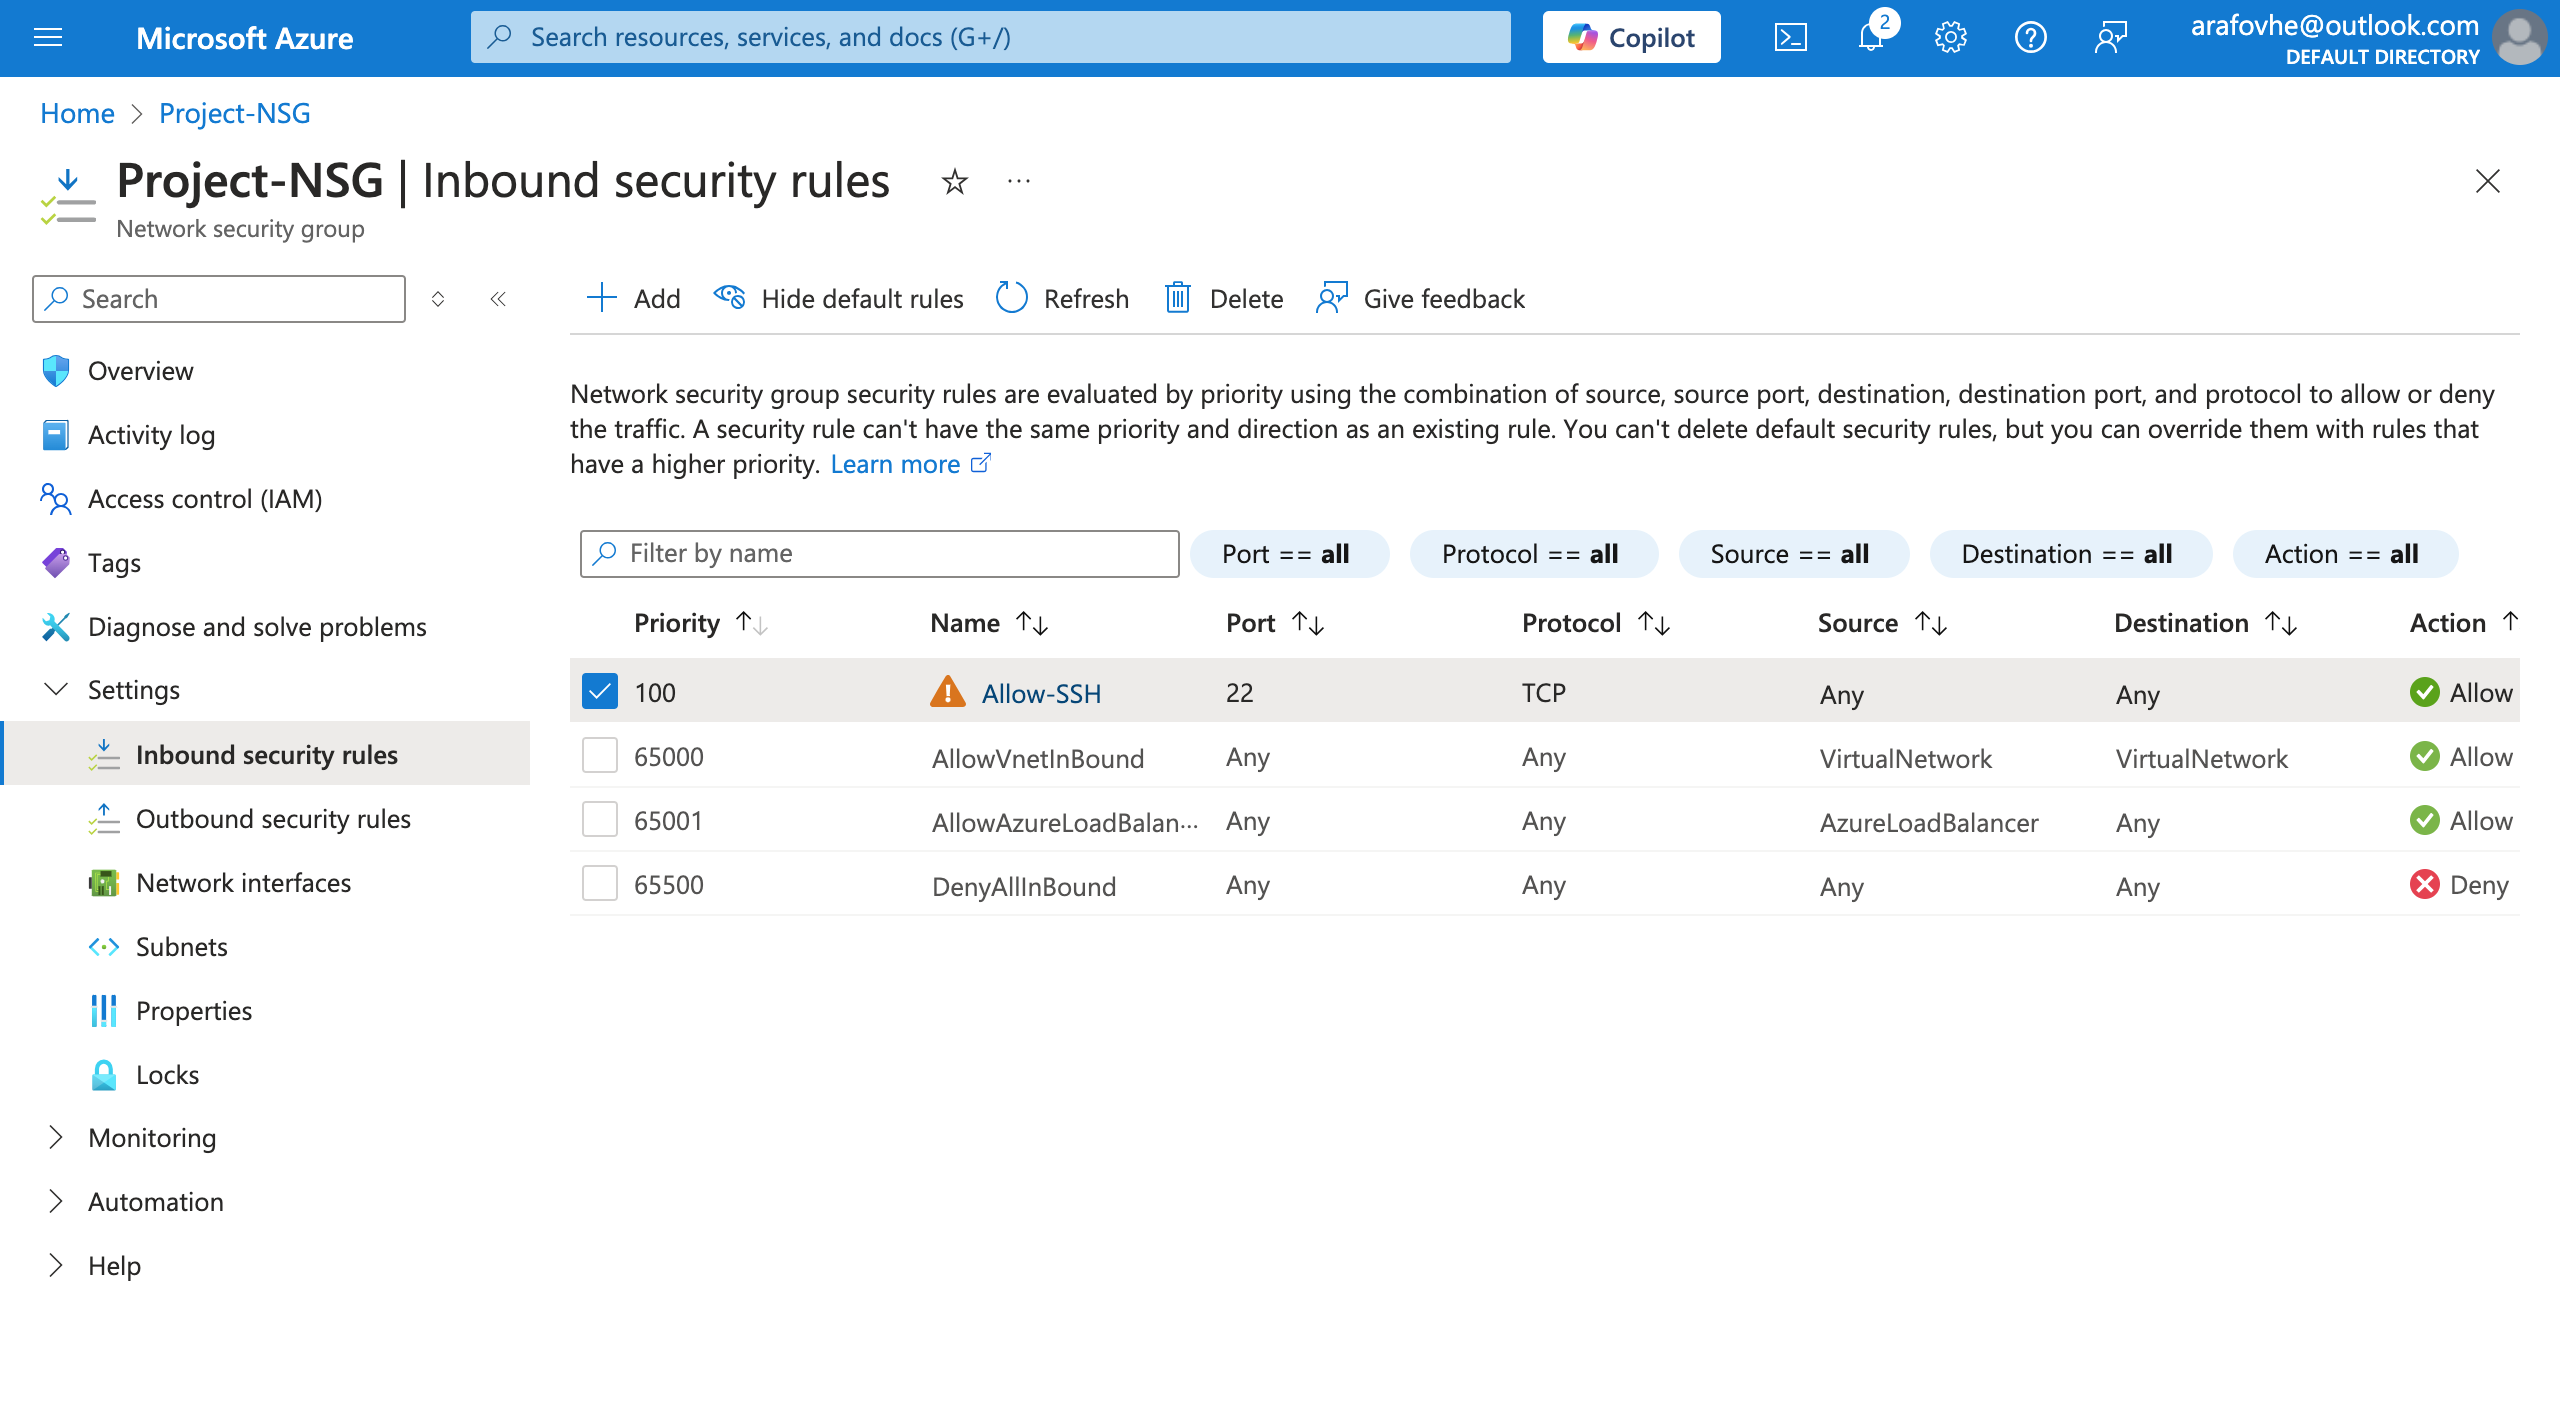 Microsoft Azure
Search resources, services, and docs (G+/)
Copilot
2
arafovhe@outlook.com
DEFAULT DIRECTORY
Home > Project-NSG
Project-NSG | Inbound security rules
Network security group
Search
Overview
Activity log
Access control (IAM)
Tags
Diagnose and solve problems
Settings
Inbound security rules
Outbound security rules
Network interfaces
Subnets
Properties
Locks
Monitoring
Automation
Help
Add Hide default rules Refresh Delete Give feedback
Network security group security rules are evaluated by priority using the combination of source, source port, destination, destination port, and protocol to allow or deny
the traffic. A security rule can't have the same priority and direction as an existing rule. You can't delete default security rules, but you can override them with rules that
have a higher priority. Learn more
Filter by name Port == all Protocol == all Source == all Destination == all Action == all
Priority Name Port Protocol Source Destination Action
100 Allow-SSH 22 TCP Any Any Allow
65000 AllowVnetInBound Any Any VirtualNetwork VirtualNetwork Allow
65001 AllowAzureLoadBalan··· Any Any AzureLoadBalancer Any Allow
65500 DenyAllInBound Any Any Any Any Deny